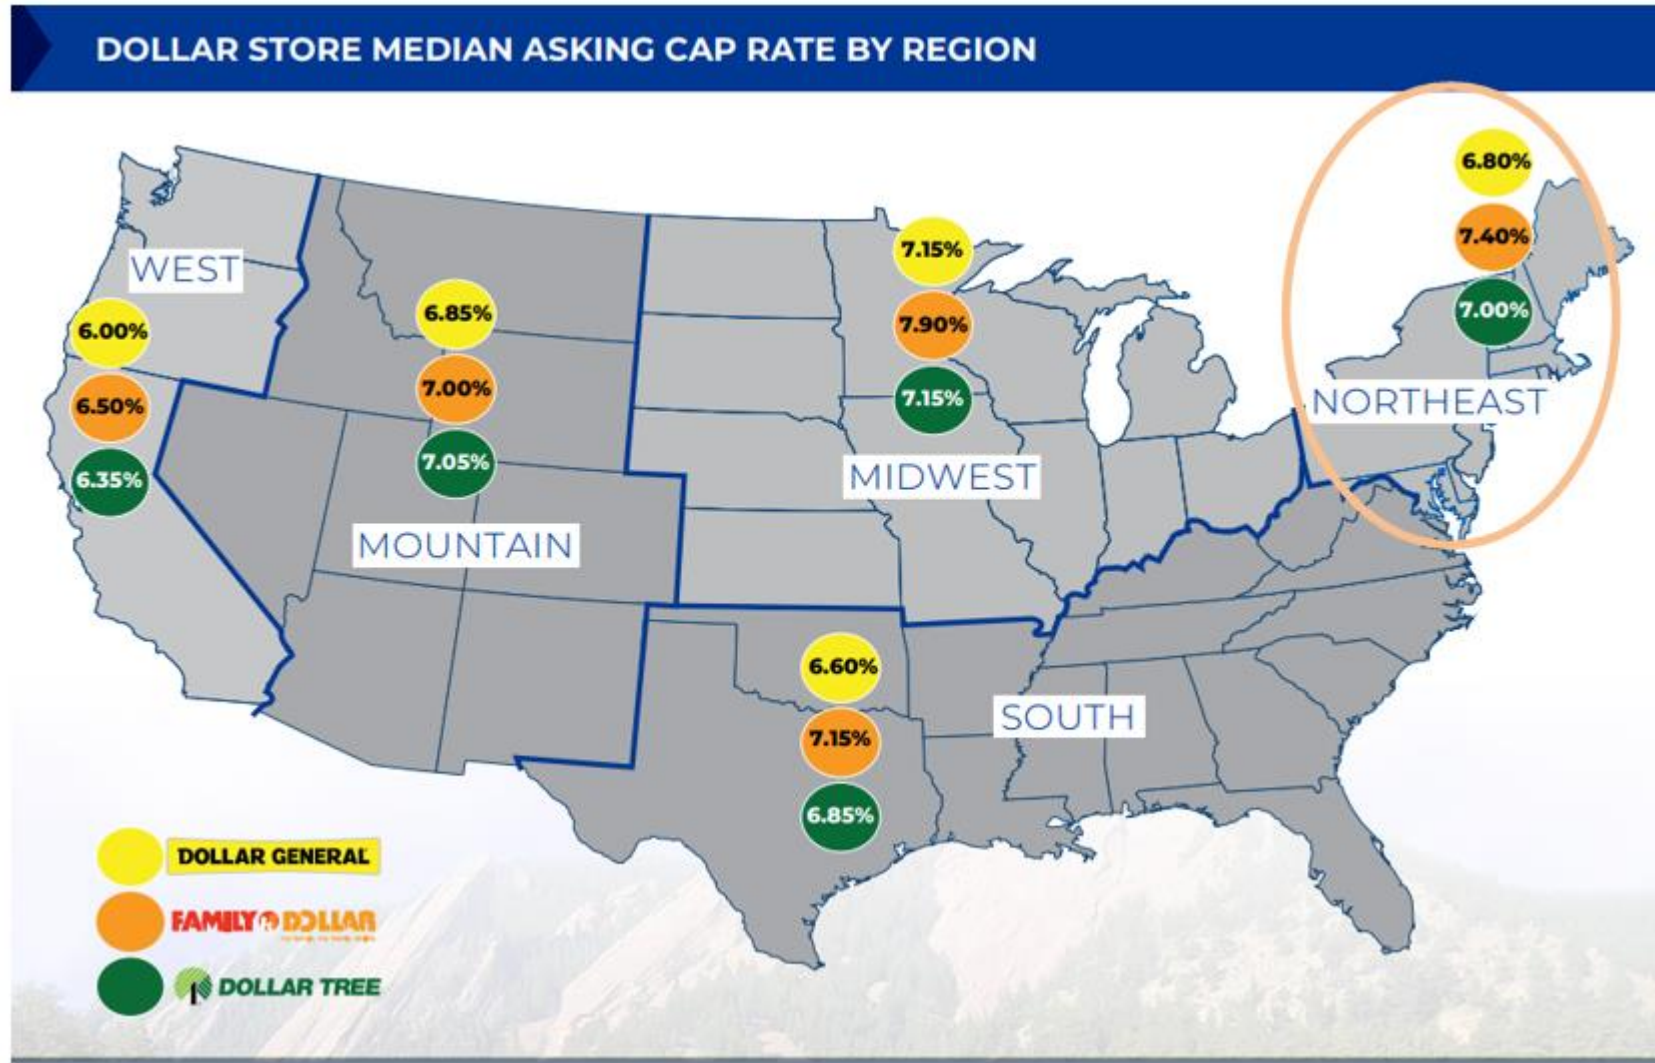 DOLLAR STORE MEDIAN ASKING CAP RATE BY REGION
WEST
6.00%
6.50%
6.35%
6.85%
7.00%
7.05%
MOUNTAIN
7.15%
7.90%
7.15%
MIDWEST
6.80%
7.40%
7.00%
NORTHEAST
6.60%
7.15%
6.85%
SOUTH
DOLLAR GENERAL
FAMILY DOLLAR
DOLLAR TREE